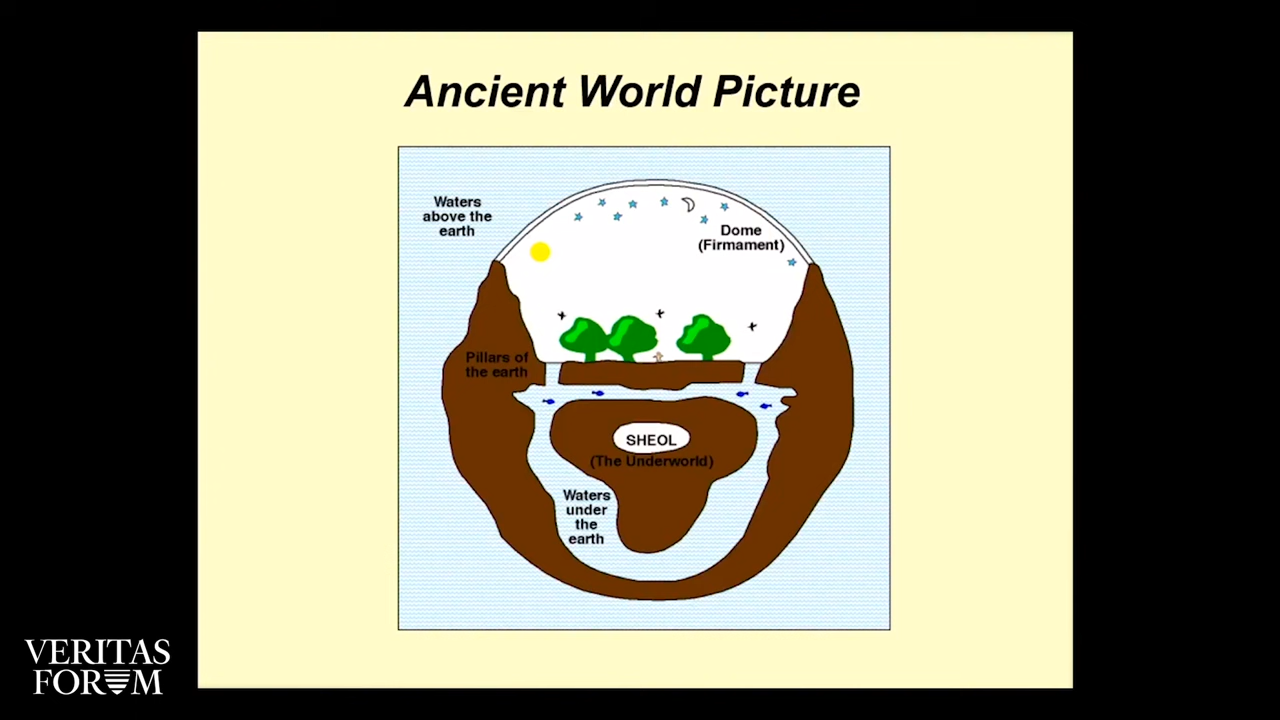 Ancient World Picture
Waters
above the
earth
Dome
(Firmament)
Pillars of
the earth
SHEOL
(The Underworld)
Waters
under
the
earth
VERITAS
FORUM